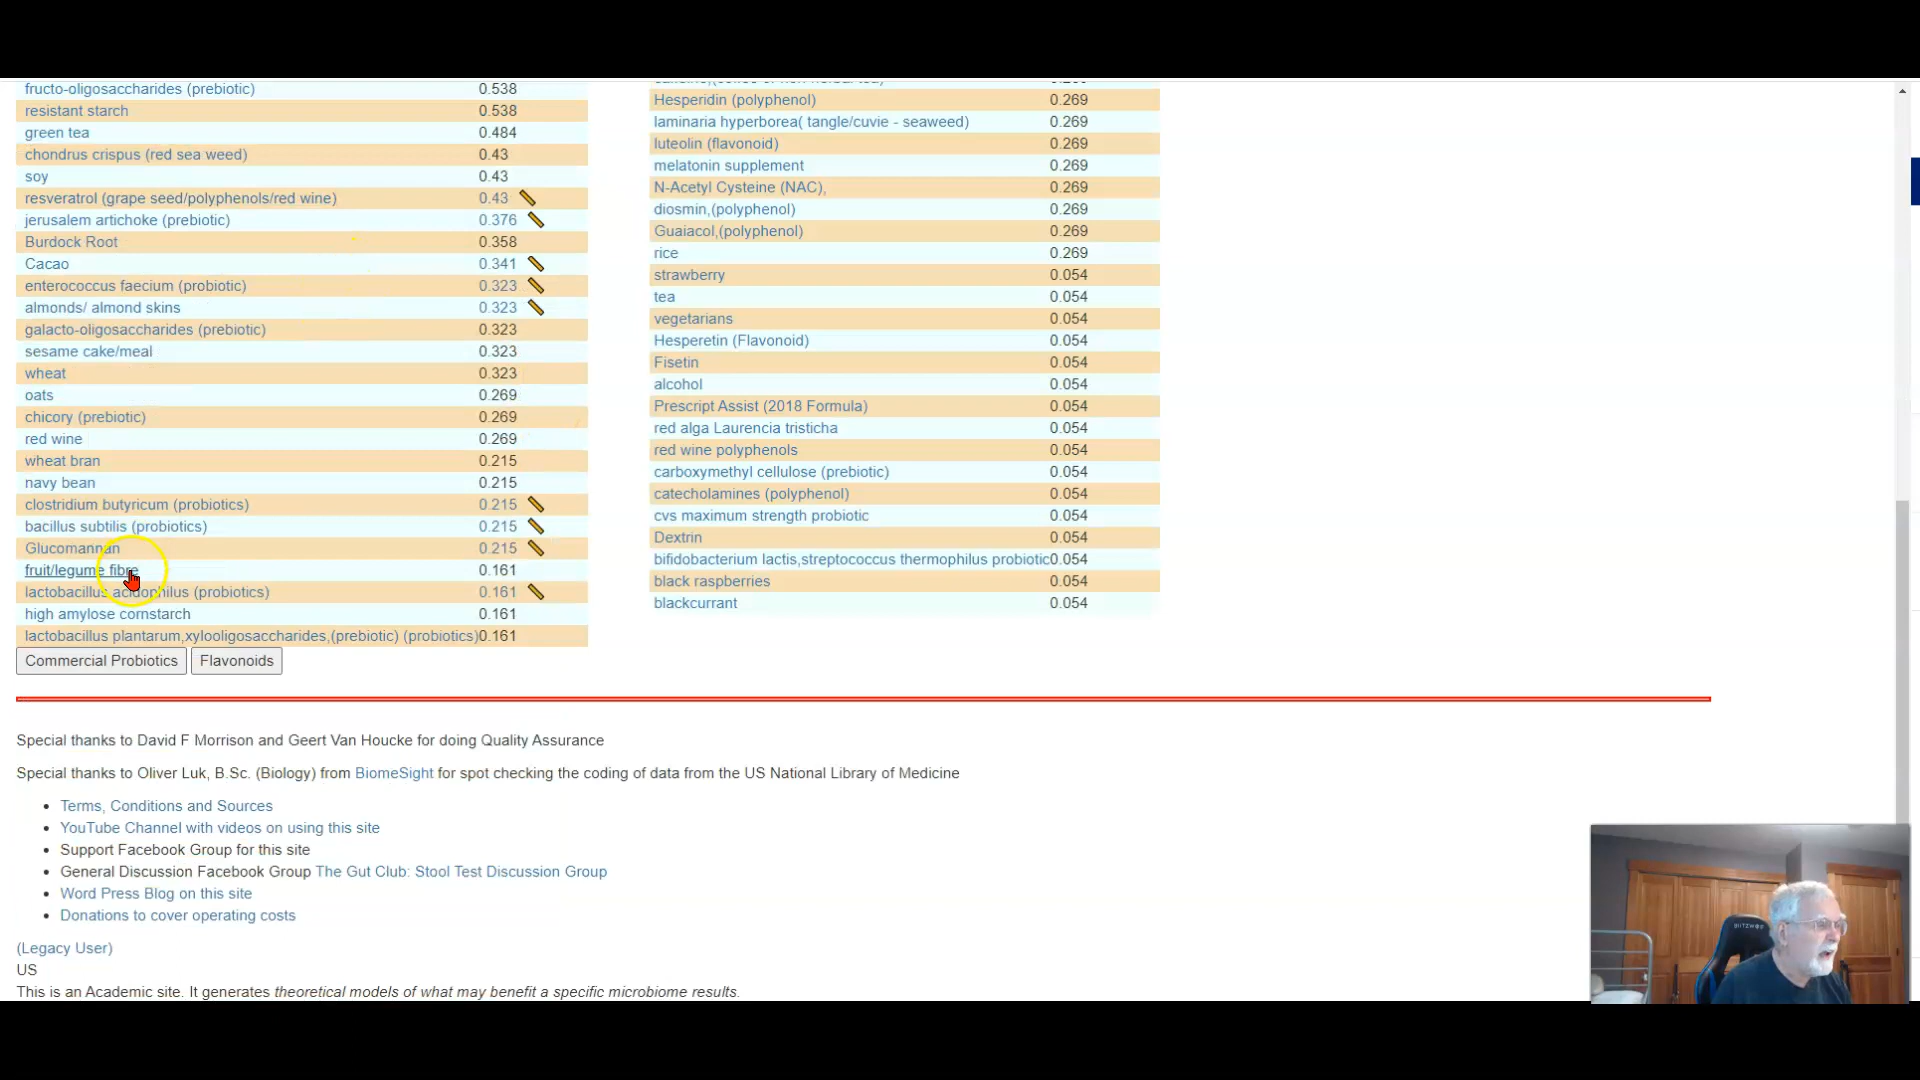 fructo-oligosaccharides (prebiotic) 0.538
resistant starch 0.538
green tea 0.484
chondrus crispus (red sea weed) 0.43
soy 0.43
resveratrol (grape seed/polyphenols/red wine) 0.43
jerusalem artichoke (prebiotic) 0.376
Burdock Root 0.358
Cacao 0.341
enterococcus faecium (probiotic) 0.323
almonds/ almond skins 0.323
galacto-oligosaccharides (prebiotic) 0.323
sesame cake/meal 0.323
wheat 0.323
oats 0.269
chicory (prebiotic) 0.269
red wine 0.269
wheat bran 0.215
navy bean 0.215
clostridium butyricum (probiotics) 0.215
bacillus subtilis (probiotics) 0.215
Glucomannan 0.215
fruit/legume fibre 0.161
lactobacillus acidophilus (probiotics) 0.161
high amylose cornstarch 0.161
lactobacillus plantarum,xylooligosaccharides,(prebiotic) (probiotics) 0.161
Hesperidin (polyphenol) 0.269
laminaria hyperborea( tangle/cuvie - seaweed) 0.269
luteolin (flavonoid) 0.269
melatonin supplement 0.269
N-Acetyl Cysteine (NAC), 0.269
diosmin,(polyphenol) 0.269
Guaiacol,(polyphenol) 0.269
rice 0.269
strawberry 0.054
tea 0.054
vegetarians 0.054
Hesperetin (Flavonoid) 0.054
Fisetin 0.054
alcohol 0.054
Prescript Assist (2018 Formula) 0.054
red alga Laurencia tristicha 0.054
red wine polyphenols 0.054
carboxymethyl cellulose (prebiotic) 0.054
catecholamines (polyphenol) 0.054
cvs maximum strength probiotic 0.054
Dextrin 0.054
bifidobacterium lactis,streptococcus thermophilus probiotic 0.054
black raspberries 0.054
blackcurrant 0.054
Commercial Probiotics Flavonoids
Special thanks to David F Morrison and Geert Van Houcke for doing Quality Assurance
Special thanks to Oliver Luk, B.Sc. (Biology) from BiomeSight for spot checking the coding of data from the US National Library of Medicine
• Terms, Conditions and Sources
• YouTube Channel with videos on using this site
• Support Facebook Group for this site
• General Discussion Facebook Group The Gut Club: Stool Test Discussion Group
• Word Press Blog on this site
• Donations to cover operating costs
(Legacy User)
US
This is an Academic site. It generates theoretical models of what may benefit a specific microbiome results.